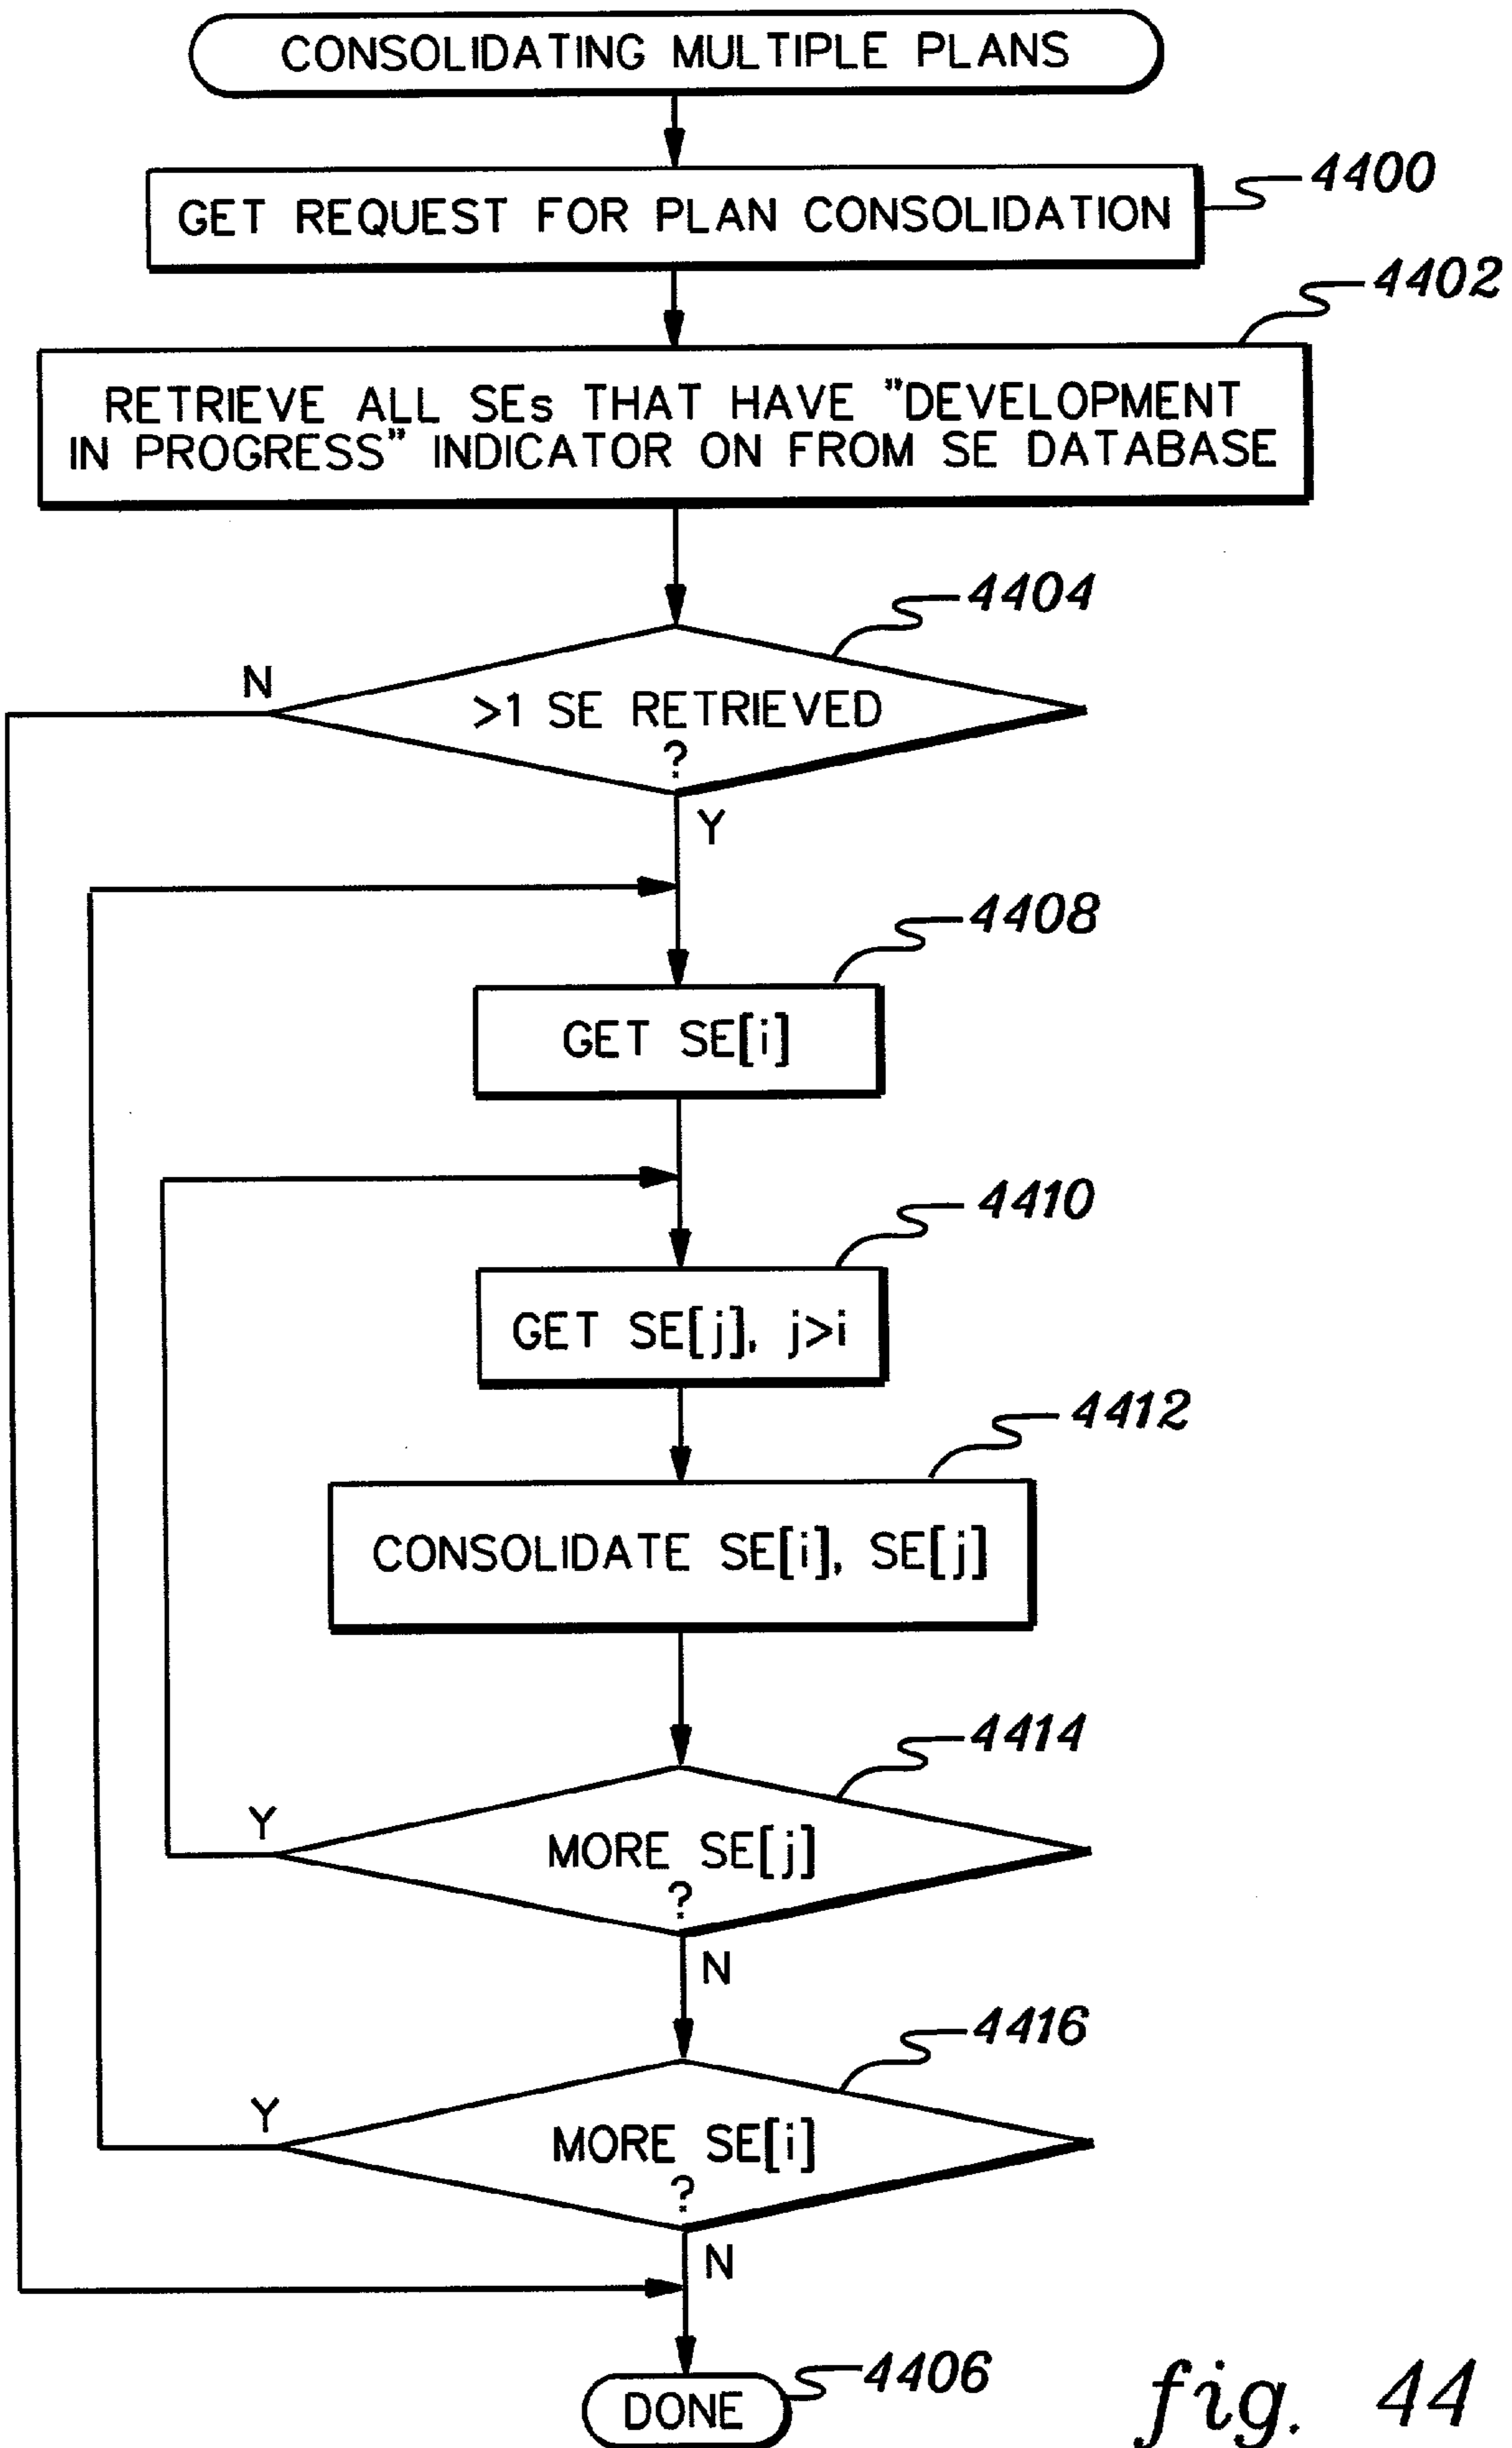 CONSOLIDATING MULTIPLE PLANS
GET REQUEST FOR PLAN CONSOLIDATION
4400
4402
RETRIEVE ALL SEs THAT HAVE "DEVELOPMENT
IN PROGRESS" INDICATOR ON FROM SE DATABASE
4404
N
>1 SE RETRIEVED
?
Y
4408
GET SE[i]
4410
GET SE[j], j>i
4412
CONSOLIDATE SE[i], SE[j]
4414
Y
MORE SE[j]
?
N
4416
Y
MORE SE[i]
?
N
4406
DONE
fig. 44